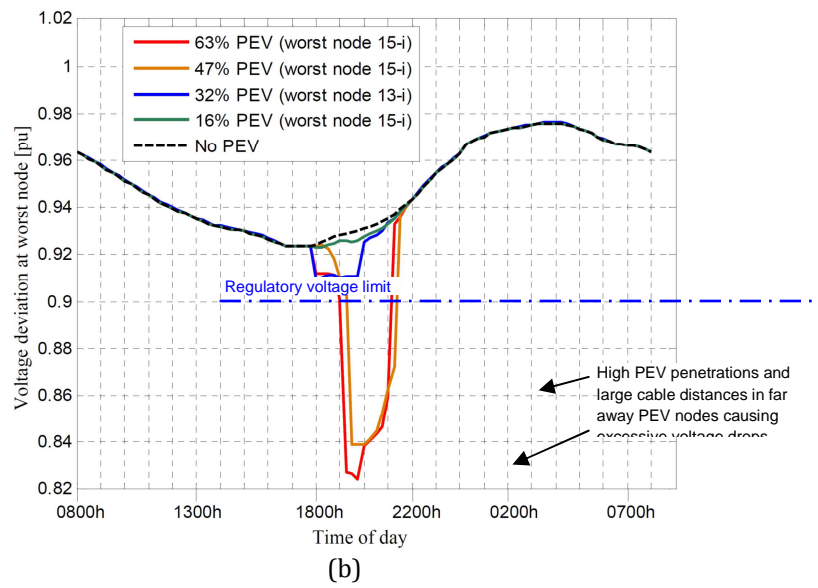 1.02
1
0.98
0.96
0.94
0.92
0.9
0.88
0.86
0.84
0.82
Voltage deviation at worst node [pu]
63% PEV (worst node 15-i)
47% PEV (worst node 15-i)
32% PEV (worst node 13-i)
16% PEV (worst node 15-i)
No PEV
Regulatory voltage limit
High PEV penetrations and
large cable distances in far
away PEV nodes causing
excessive voltage drops
0800h 1300h 1800h 2200h 0200h 0700h
Time of day
(b)